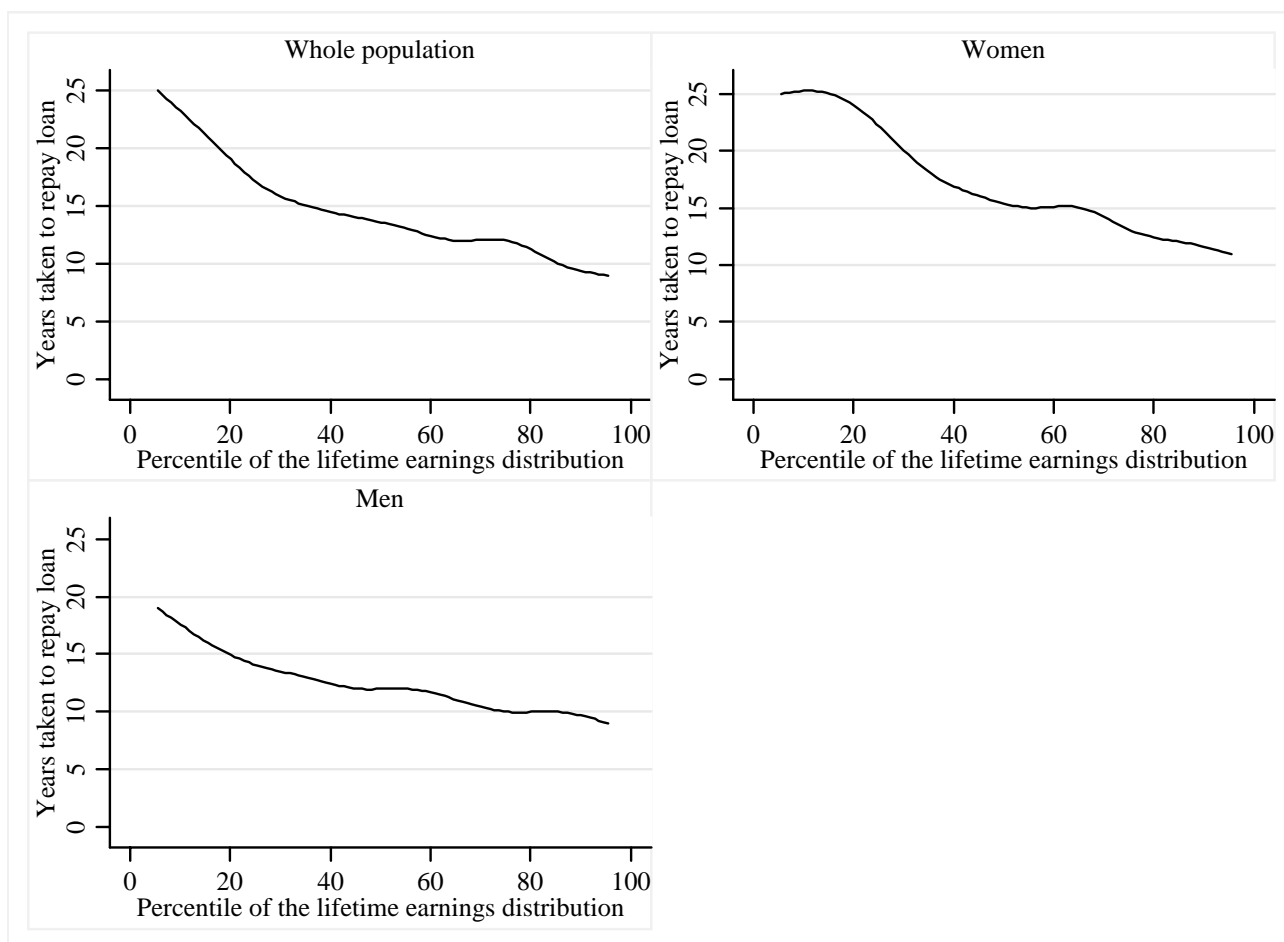 Whole population
Years taken to repay loan
25
20
15
10
5
0
0 20 40 60 80 100
Percentile of the lifetime earnings distribution
Women
Years taken to repay loan
25
20
15
10
5
0
0 20 40 60 80 100
Percentile of the lifetime earnings distribution
Men
Years taken to repay loan
25
20
15
10
5
0
0 20 40 60 80 100
Percentile of the lifetime earnings distribution